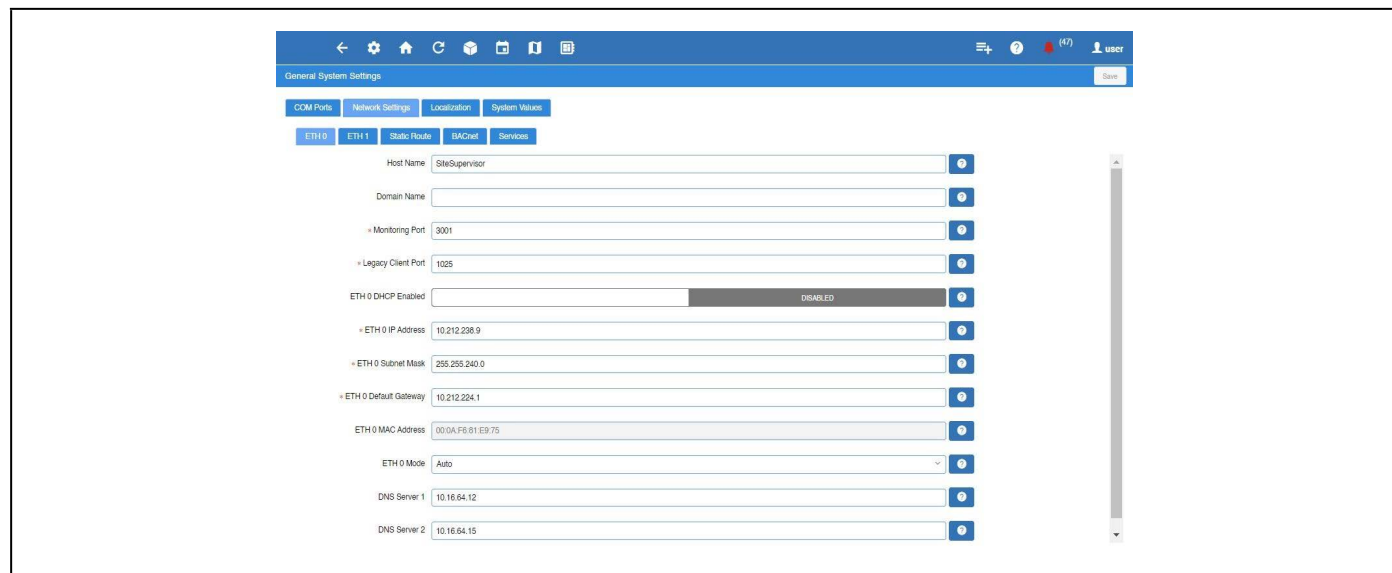 (47) user
General System Settings Save
COM Ports Network Settings Localization System Values
ETH 0 ETH 1 Static Route BACnet Services
Host Name SiteSupervisor
Domain Name
* Monitoring Port 3001
* Legacy Client Port 1025
ETH 0 DHCP Enabled DISABLED
* ETH 0 IP Address 10.212.238.9
* ETH 0 Subnet Mask 255.255.240.0
* ETH 0 Default Gateway 10.212.224.1
ETH 0 MAC Address 00:0A:F6:61:E9:75
ETH 0 Mode Auto
DNS Server 1 10.16.64.12
DNS Server 2 10.16.64.15